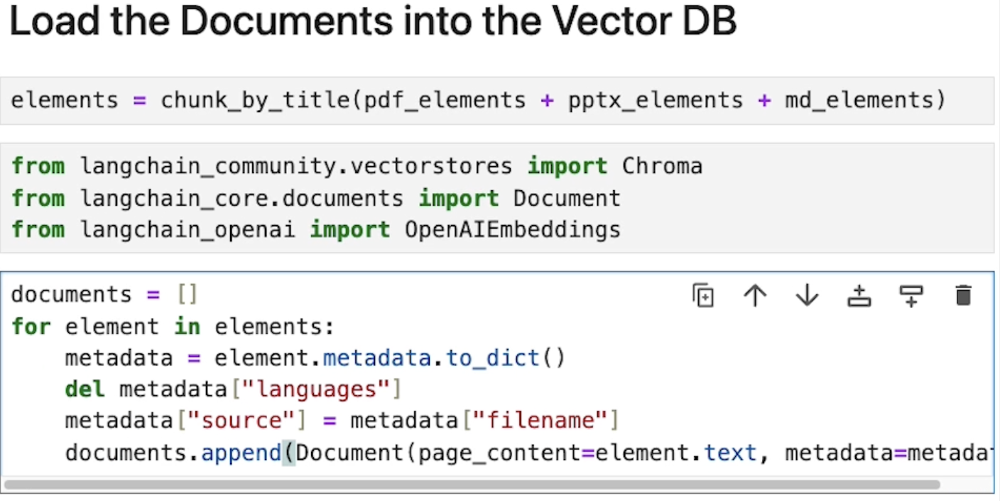 Load the Documents into the Vector DB
elements = chunk_by_title(pdf_elements + pptx_elements + md_elements)
from langchain_community.vectorstores import Chroma
from langchain_core.documents import Document
from langchain_openai import OpenAIEmbeddings
documents = []
for element in elements:
    metadata = element.metadata.to_dict()
    del metadata["languages"]
    metadata["source"] = metadata["filename"]
    documents.append(Document(page_content=element.text, metadata=metadat